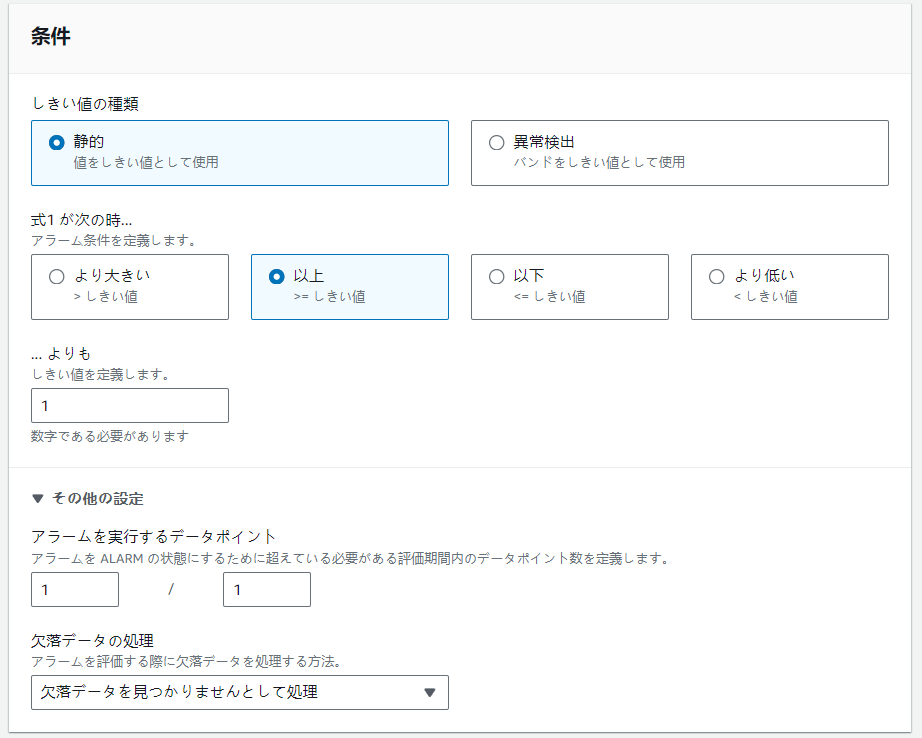 条件
しきい値の種類
静的
値をしきい値として使用
異常検出
バンドをしきい値として使用
式1 が次の時...
アラーム条件を定義します。
より大きい
> しきい値
以上
>= しきい値
以下
<= しきい値
より低い
< しきい値
... よりも
しきい値を定義します。
1
数字である必要があります
▼ その他の設定
アラームを実行するデータポイント
アラームを ALARM の状態にするために超えている必要がある評価期間内のデータポイント数を定義します。
1 / 1
欠落データの処理
アラームを評価する際に欠落データを処理する方法。
欠落データを見つかりませんとして処理